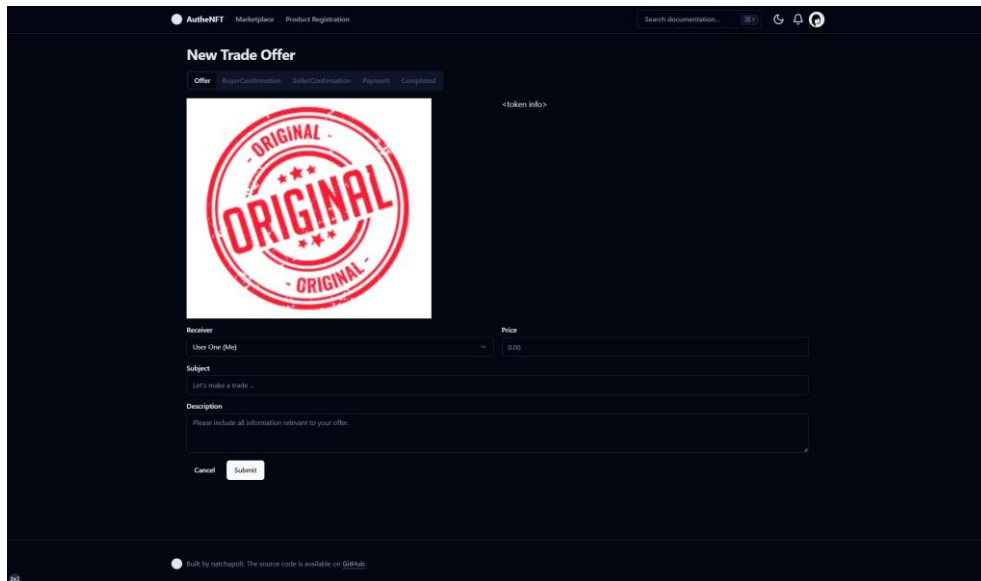 AutheNFT Marketplace Product Registration Search documentation...
New Trade Offer
Offer BuyerConfirmation SellerConfirmation Payment Completed
<token info>
- ORIGINAL -
ORIGINAL
- ORIGINAL -
Receiver Price
User One (Me) 0.00
Subject
Let's make a trade ...
Description
Please include all information relevant to your offer.
Cancel Submit
Built by natchapolt. The source code is available on GitHub.